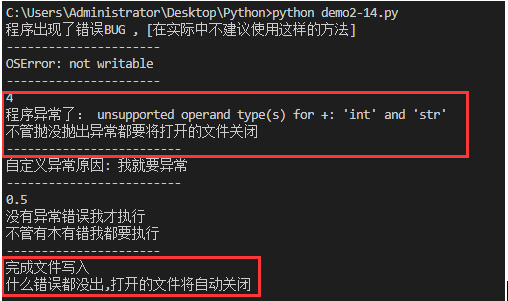 C:\Users\Administrator\Desktop\Python>python demo2-14.py
程序出现了错误BUG , [在实际中不建议使用这样的方法]
----------------------
OSError: not writable
----------------------
4
程序异常了： unsupported operand type(s) for +: 'int' and 'str'
不管抛没抛出异常都要将打开的文件关闭
-------------------------
自定义异常原因: 我就要异常
-------------------------
0.5
没有异常错误我才执行
不管有木有错我都要执行
----------------------
完成文件写入
什么错误都没出,打开的文件将自动关闭